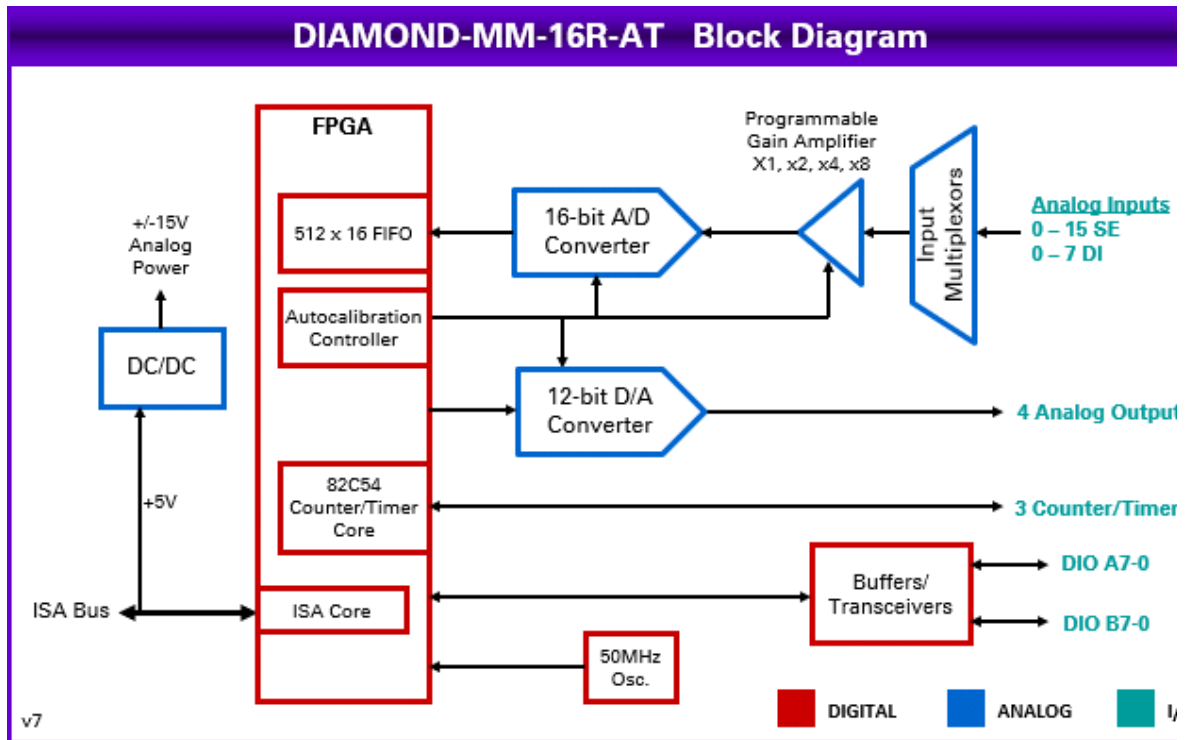 DIAMOND-MM-16R-AT Block Diagram
FPGA
Programmable
Gain Amplifier
X1, x2, x4, x8
Input
Multiplexors
Analog Inputs
0 – 15 SE
0 – 7 DI
16-bit A/D
Converter
512 x 16 FIFO
+/-15V
Analog
Power
Autocalibration
Controller
DC/DC
12-bit D/A
Converter
4 Analog Output
82C54
Counter/Timer
Core
+5V
3 Counter/Timer
Buffers/
Transceivers
DIO A7-0
DIO B7-0
ISA Bus
ISA Core
50MHz
Osc.
DIGITAL
ANALOG
I/
v7